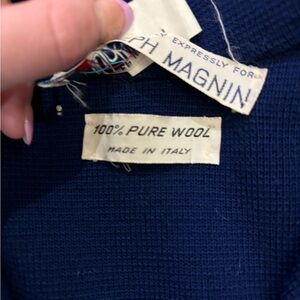 EXPRESSLY FOR
PH MAGNIN
100% PURE WOOL
MADE IN ITALY